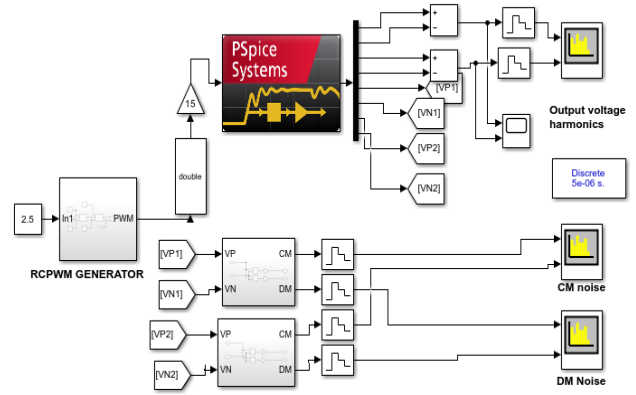 +
−
PSpice
Systems
+
−
[VP1]
15
[VN1]
Output voltage
harmonics
[VP2]
double
Discrete
5e-06 s.
[VN2]
2.5
In1
PWM
RCPWM GENERATOR
[VP1]
VP
CM
[VN1]
VN
DM
CM noise
[VP2]
VP
CM
[VN2]
VN
DM
DM Noise